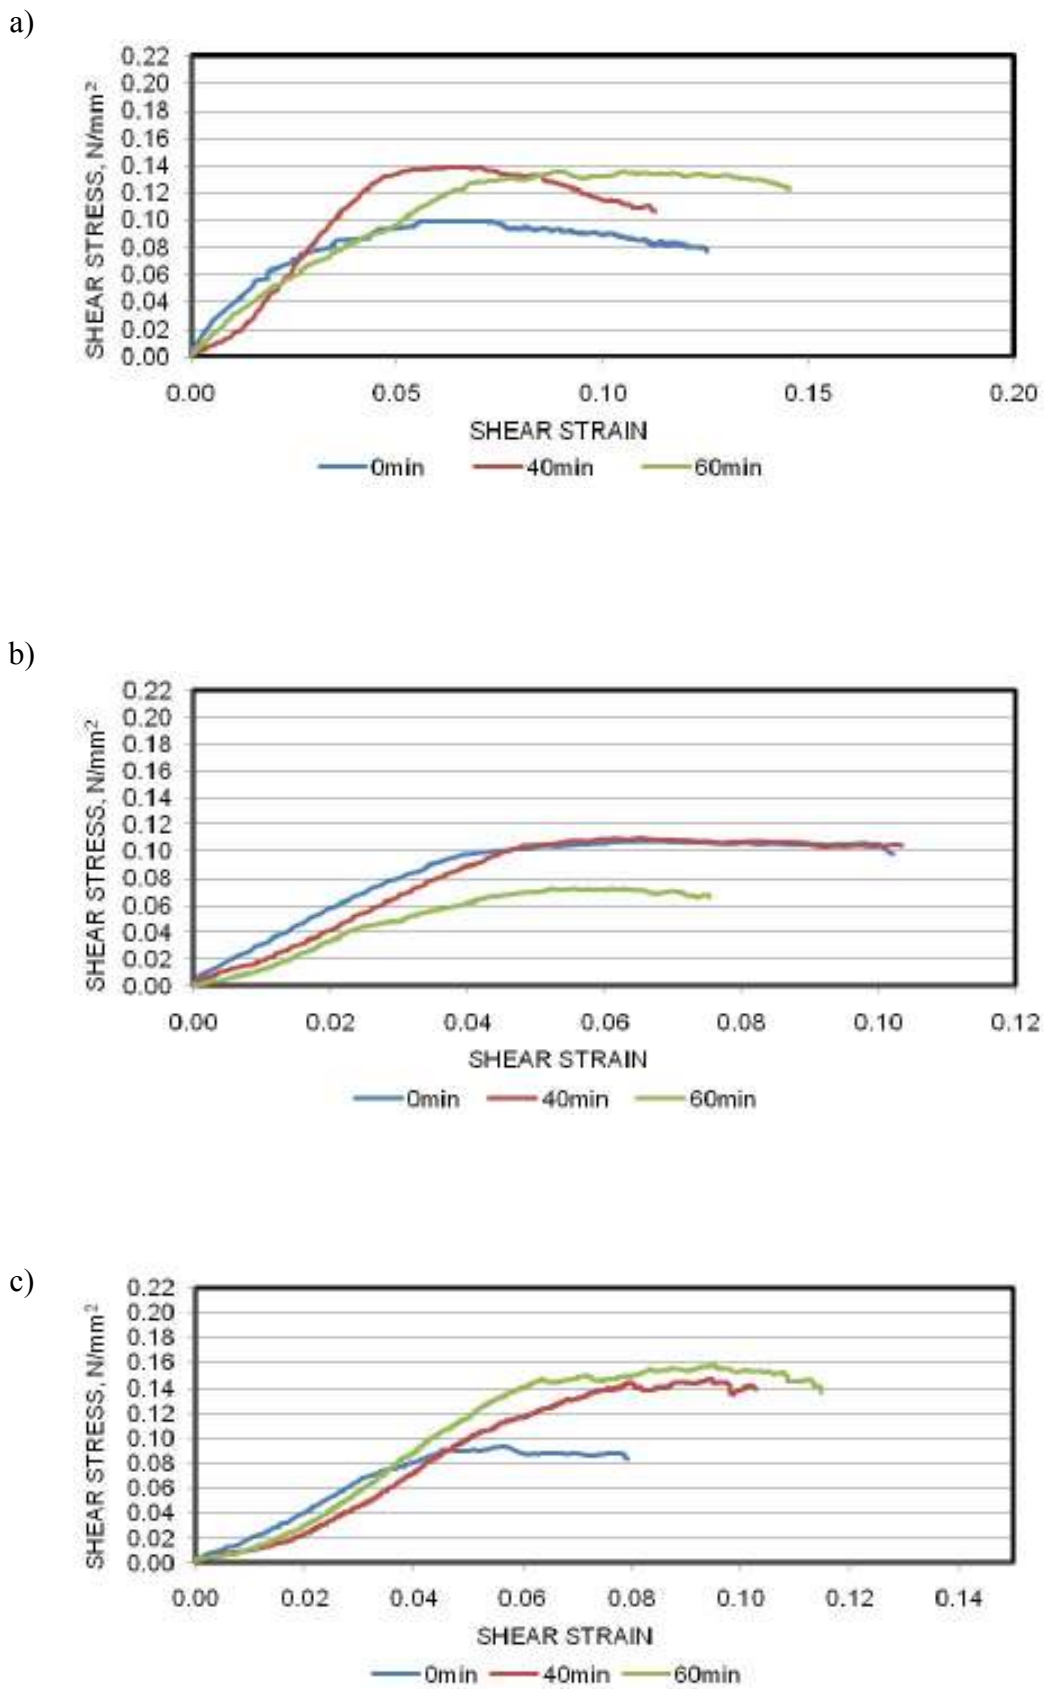 a)
0.22
0.20
0.18
0.16
0.14
0.12
0.10
0.08
0.06
0.04
0.02
0.00
SHEAR STRESS, N/mm²
0.00 0.05 0.10 0.15 0.20
SHEAR STRAIN
0min 40min 60min
b)
0.22
0.20
0.18
0.16
0.14
0.12
0.10
0.08
0.06
0.04
0.02
0.00
SHEAR STRESS, N/mm²
0.00 0.02 0.04 0.06 0.08 0.10 0.12
SHEAR STRAIN
0min 40min 60min
c)
0.22
0.20
0.18
0.16
0.14
0.12
0.10
0.08
0.06
0.04
0.02
0.00
SHEAR STRESS, N/mm²
0.00 0.02 0.04 0.06 0.08 0.10 0.12 0.14
SHEAR STRAIN
0min 40min 60min